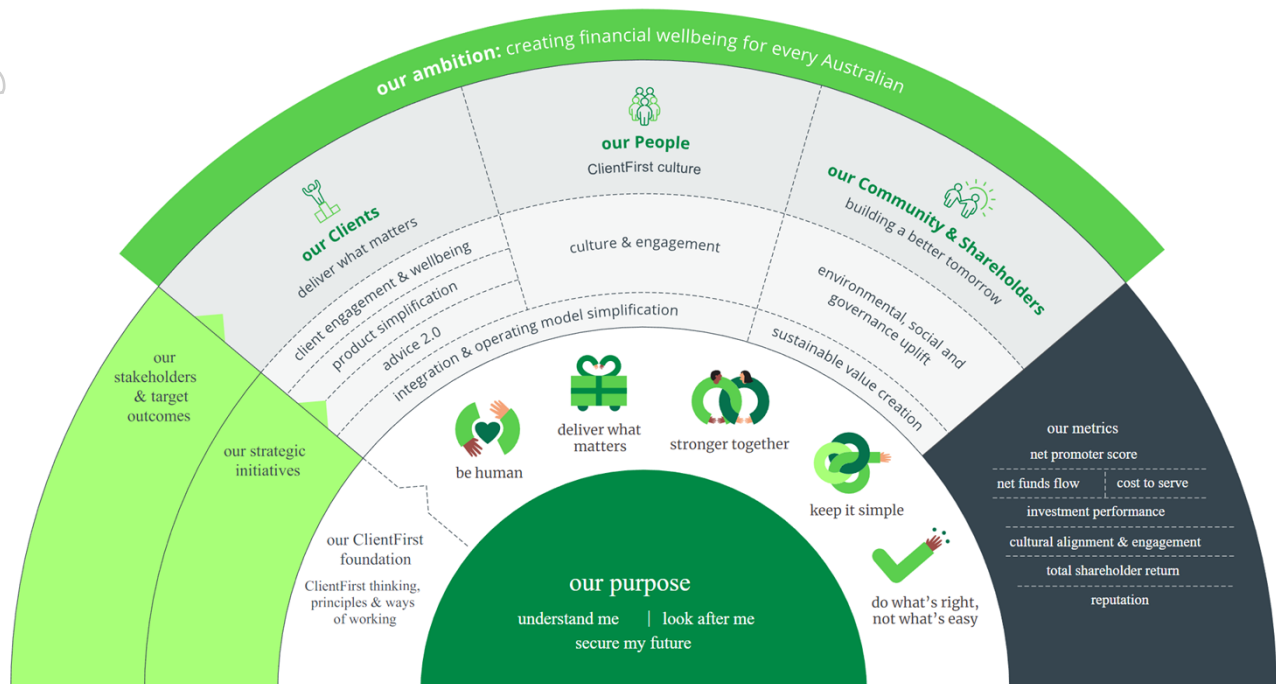 our ambition: creating financial wellbeing for every Australian
our Clients
deliver what matters
our People
ClientFirst culture
our Community & Shareholders
building a better tomorrow
client engagement & wellbeing
product simplification
advice 2.0
culture & engagement
environmental, social and
governance uplift
integration & operating model simplification
sustainable value creation
our
stakeholders
& target
outcomes
our strategic
initiatives
our ClientFirst
foundation
ClientFirst thinking,
principles & ways
of working
be human
deliver what
matters
stronger together
keep it simple
do what's right,
not what's easy
our purpose
understand me | look after me
secure my future
our metrics
net promoter score
net funds flow
cost to serve
investment performance
cultural alignment & engagement
total shareholder return
reputation